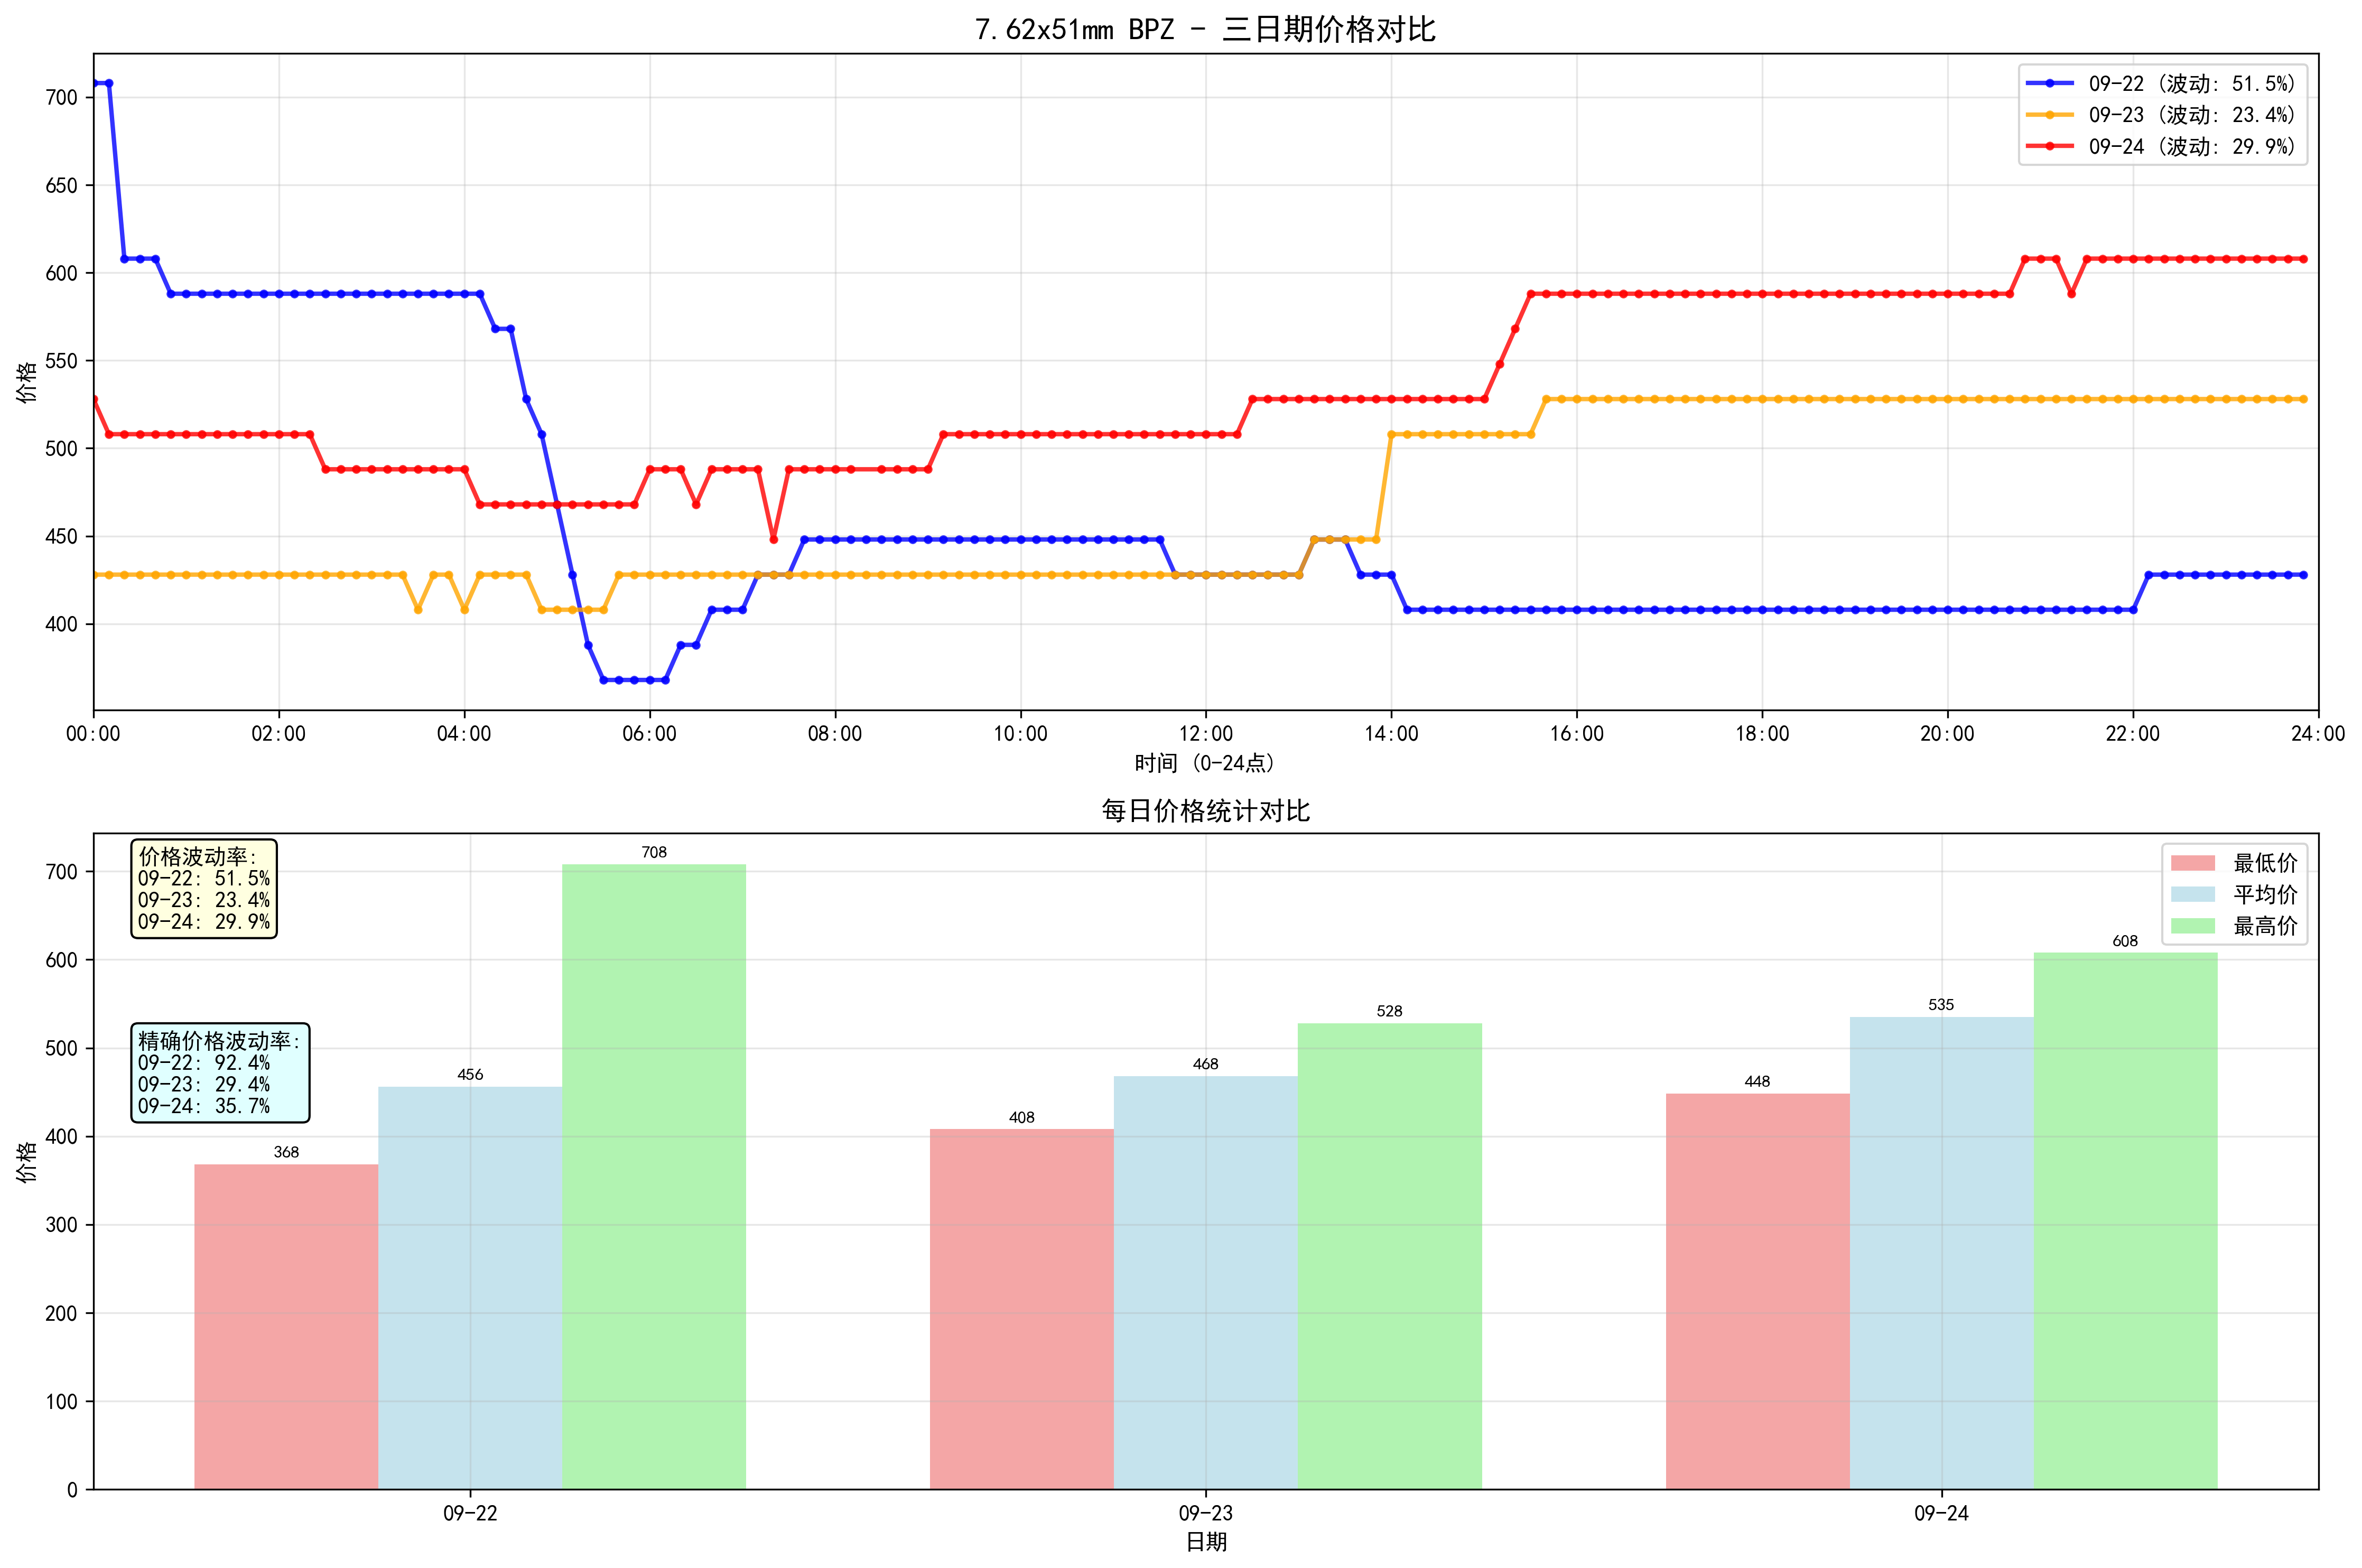 7.62x51mm BPZ - 三日期价格对比
09-22 (波动: 51.5%)
09-23 (波动: 23.4%)
09-24 (波动: 29.9%)
价格
700
650
600
550
500
450
400
00:00 02:00 04:00 06:00 08:00 10:00 12:00 14:00 16:00 18:00 20:00 22:00 24:00
时间 (0-24点)
每日价格统计对比
价格波动率:
09-22: 51.5%
09-23: 23.4%
09-24: 29.9%
精确价格波动率:
09-22: 92.4%
09-23: 29.4%
09-24: 35.7%
最低价
平均价
最高价
价格
700
600
500
400
300
200
100
0
368 456 708
408 468 528
448 535 608
09-22 09-23 09-24
日期